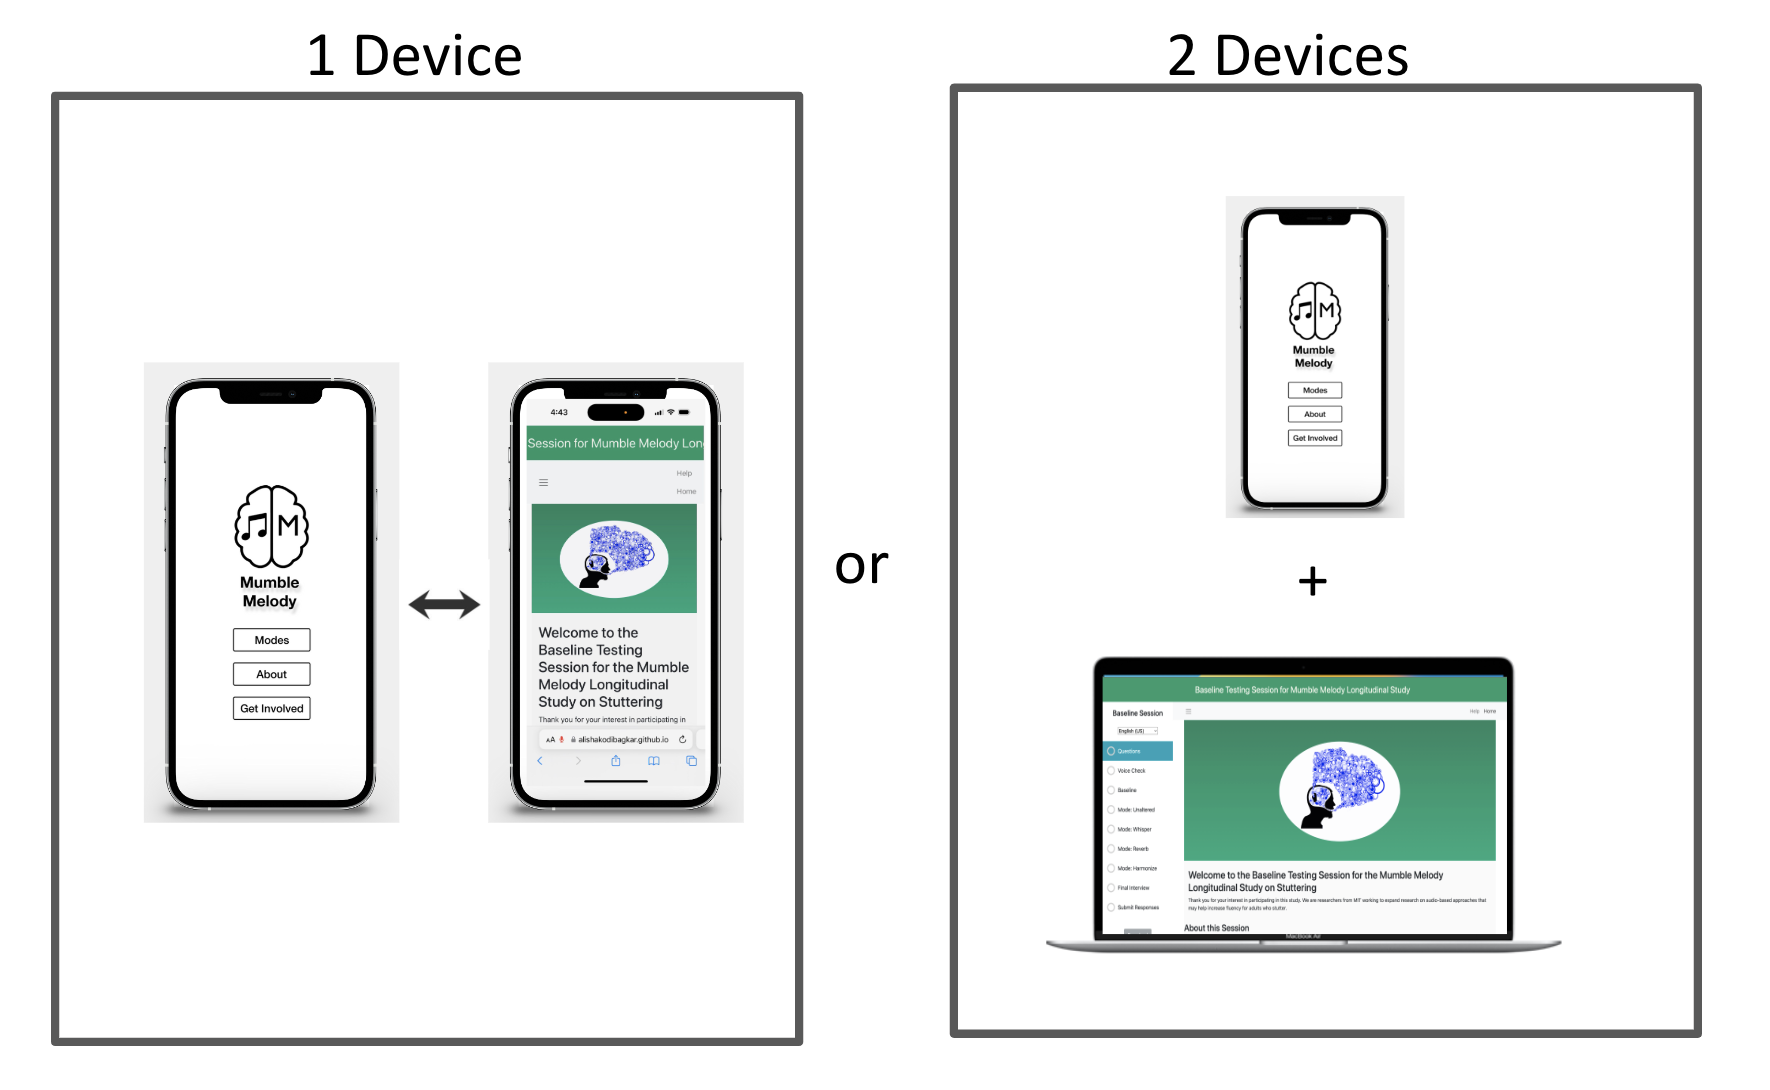 1 Device
M
Mumble
Melody
Modes
About
Get Involved
4:43
Session for Mumble Melody Lon
Help
Home
Welcome to the
Baseline Testing
Session for the Mumble
Melody Longitudinal
Study on Stuttering
Thank you for your interest in participating in
AA
alishakodibagkar.github.io
or
2 Devices
M
Mumble
Melody
Modes
About
Get Involved
+
Baseline Testing Session for Mumble Melody Longitudinal Study
Baseline Session
English (US)
Help Home
Questions
Voice Check
Baseline
Mode: Unaltered
Mode: Whisper
Mode: Reverb
Mode: Harmonize
Final Interview
Submit Responses
Welcome to the Baseline Testing Session for the Mumble Melody
Longitudinal Study on Stuttering
Thank you for your interest in participating in this study. We are researchers from MIT working to expand research on audio-based approaches that
may help increase fluency for adults who stutter.
About this Session
MacBook Air